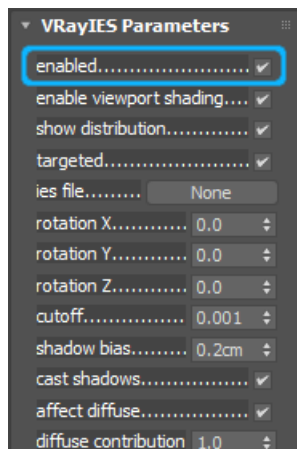 VRayIES Parameters
enabled........................
enable viewport shading....
show distribution.............
targeted........................
ies file......... None
rotation X............ 0.0
rotation Y............ 0.0
rotation Z............ 0.0
cutoff................ 0.001
shadow bias......... 0.2cm
cast shadows.................
affect diffuse.................
diffuse contribution 1.0